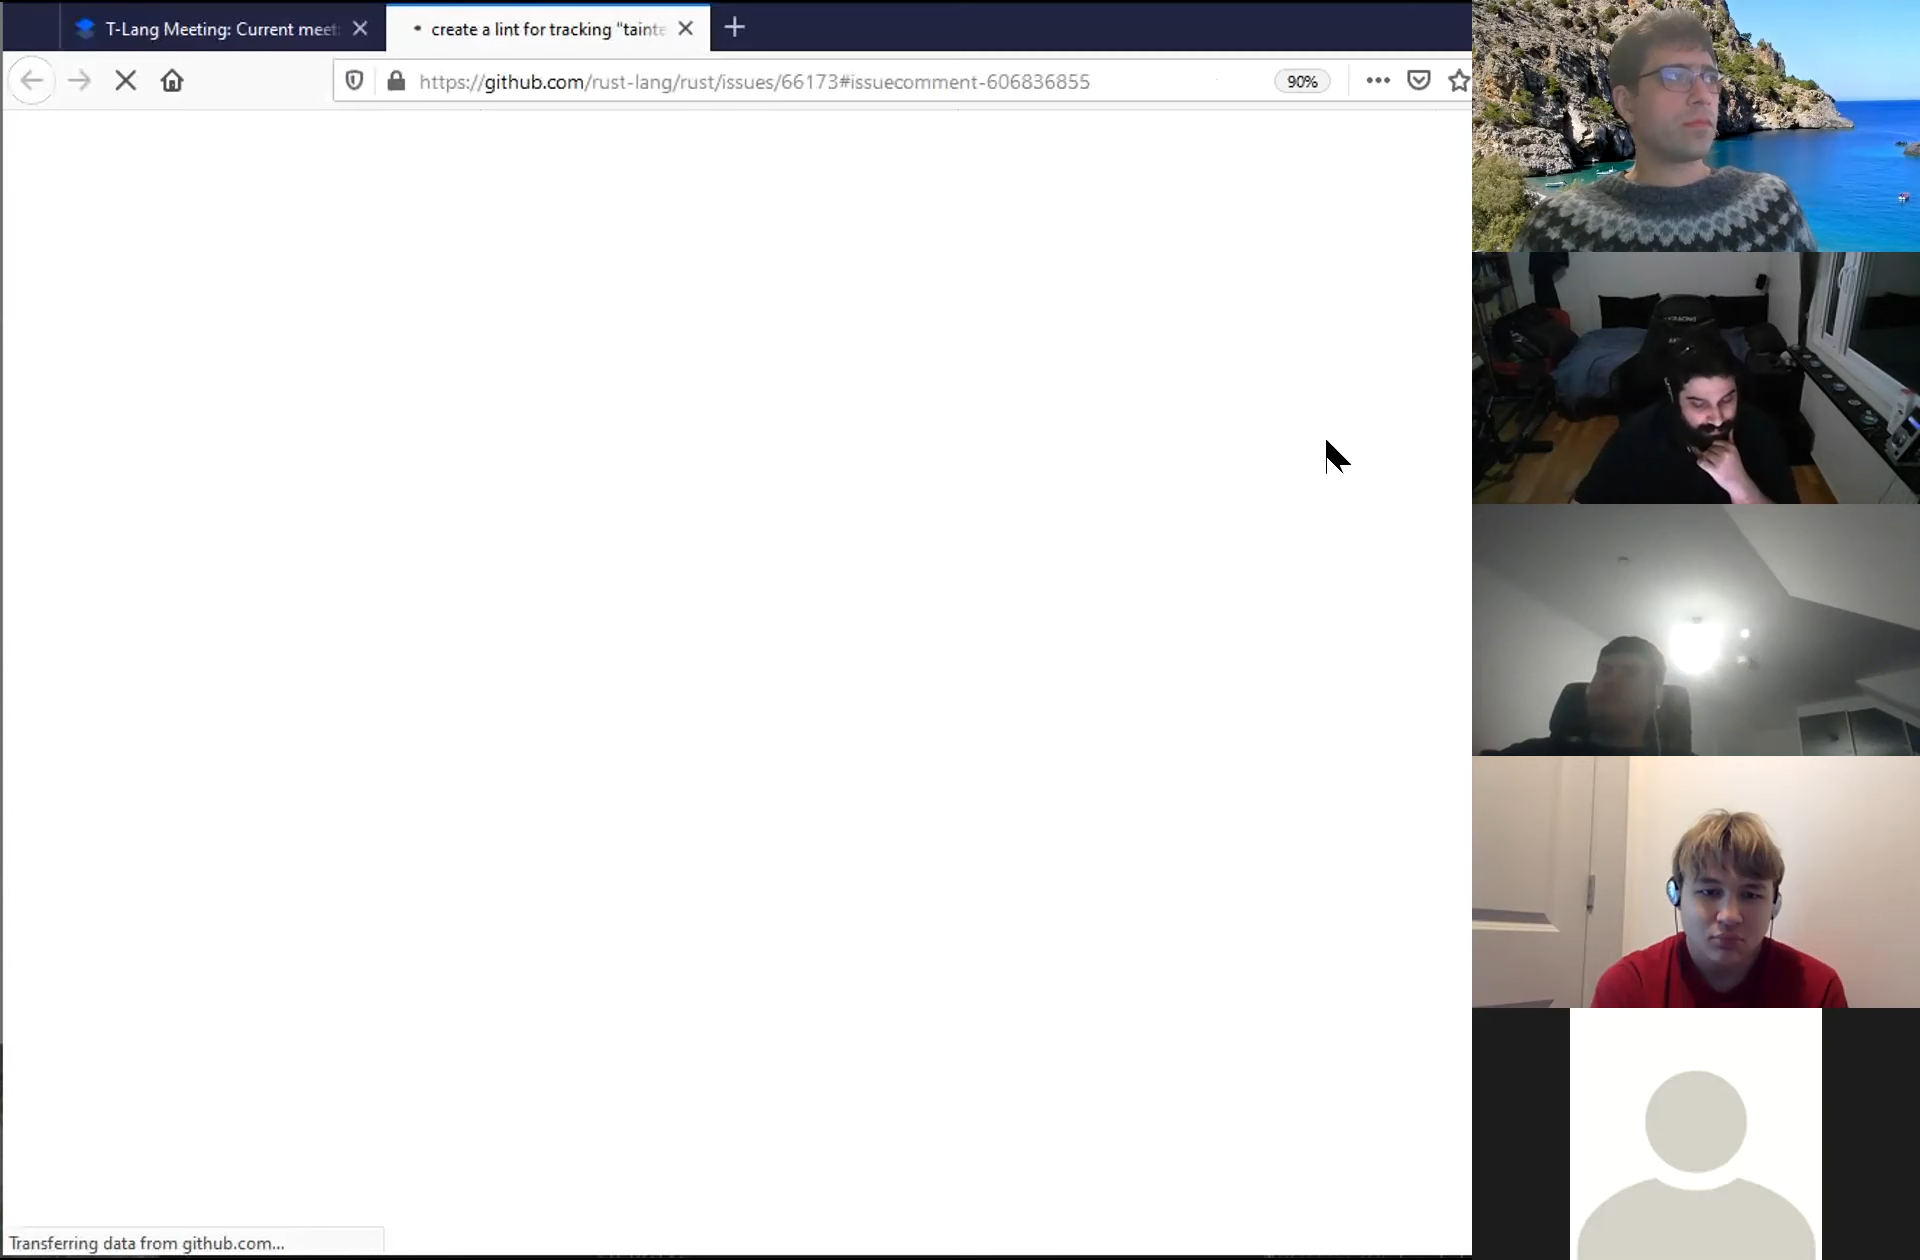 T-Lang Meeting: Current meet
create a lint for tracking "tainte
https://github.com/rust-lang/rust/issues/66173#issuecomment-606836855
90%
Transferring data from github.com...